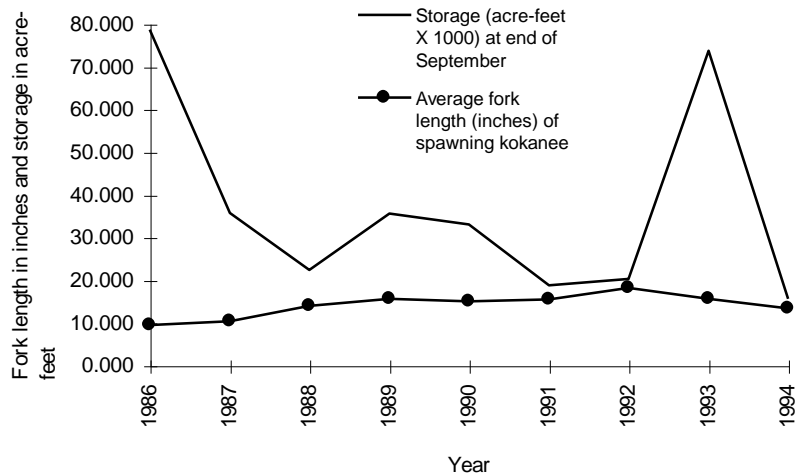 Storage (acre-feet
X 1000) at end of
September
Average fork
length (inches) of
spawning kokanee
Fork length in inches and storage in acre-
feet
80.000
70.000
60.000
50.000
40.000
30.000
20.000
10.000
0.000
1986
1987
1988
1989
1990
1991
1992
1993
1994
Year